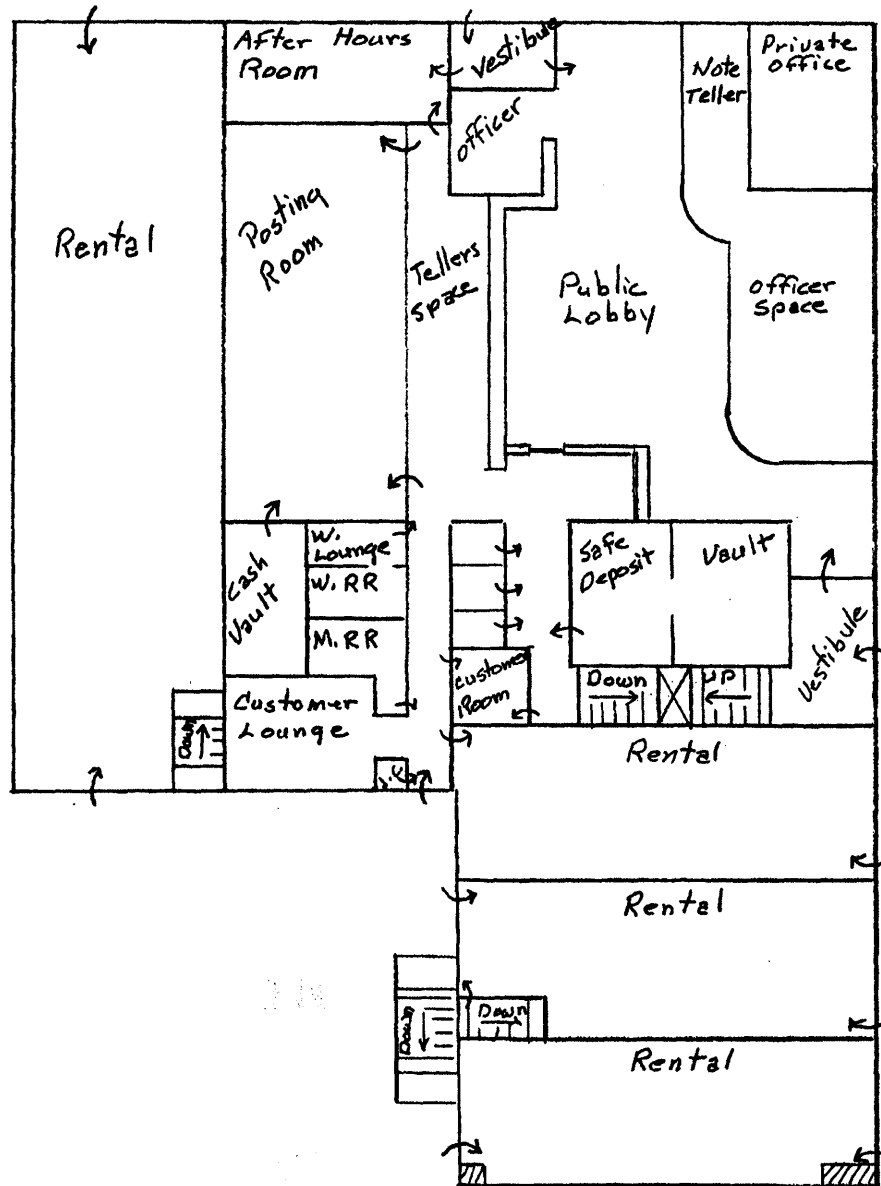 After Hours
Room
Vestibule
Note
Teller
Private
Office
Officer
Rental
Posting
Room
Tellers
Space
Public
Lobby
Officer
Space
Cash
Vault
W.
Lounge
W. RR
M. RR
Safe
Deposit
Vault
Vestibule
Customer
Room
Down
UP
Customer
Lounge
Down
Rental
Rental
Down
Down
Rental